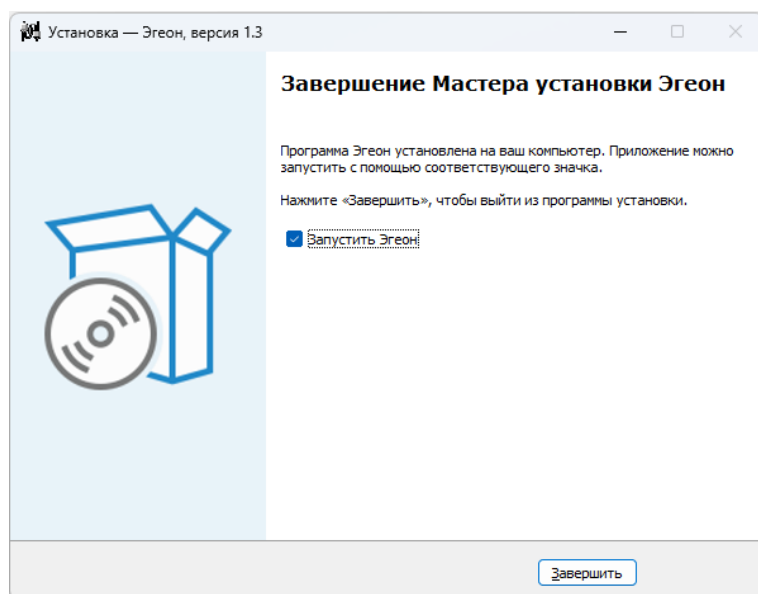 Установка — Эгеон, версия 1.3
Завершение Мастера установки Эгеон
Программа Эгеон установлена на ваш компьютер. Приложение можно
запустить с помощью соответствующего значка.
Нажмите «Завершить», чтобы выйти из программы установки.
Запустить Эгеон
Завершить